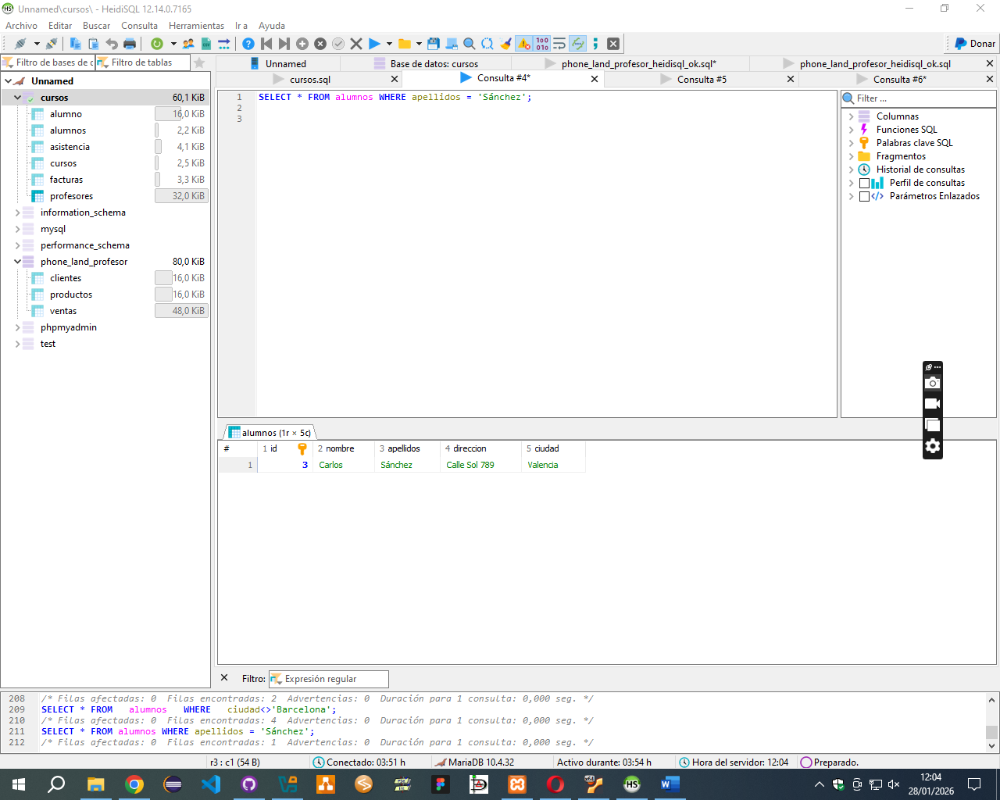 Unnamed\cursos\ - HeidiSQL 12.14.0.7165
Archivo Editar Buscar Consulta Herramientas Ir a Ayuda
Donar
Filtro de bases de c Filtro de tablas
Unnamed Base de datos: cursos phone_land_profesor_heidisql_ok.sql* phone_land_profesor_heidisql_ok.sql
cursos.sql Consulta #4* Consulta #5 Consulta #6*
Unnamed
cursos 60,1 KiB
alumno 16,0 KiB
alumnos 2,2 KiB
asistencia 4,1 KiB
cursos 2,5 KiB
facturas 3,3 KiB
profesores 32,0 KiB
information_schema
mysql
performance_schema
phone_land_profesor 80,0 KiB
clientes 16,0 KiB
productos 16,0 KiB
ventas 48,0 KiB
phpmyadmin
test
1 SELECT * FROM alumnos WHERE apellidos = 'Sánchez';
2
3
Filter ...
Columnas
Funciones SQL
Palabras clave SQL
Fragmentos
Historial de consultas
Perfil de consultas
Parámetros Enlazados
alumnos (1r × 5c)
# 1 id 2 nombre 3 apellidos 4 direccion 5 ciudad
1 3 Carlos Sánchez Calle Sol 789 Valencia
Filtro: Expresión regular
208 /* Filas afectadas: 0 Filas encontradas: 2 Advertencias: 0 Duración para 1 consulta: 0,000 seg. */
209 SELECT * FROM alumnos WHERE ciudad<>'Barcelona';
210 /* Filas afectadas: 0 Filas encontradas: 4 Advertencias: 0 Duración para 1 consulta: 0,000 seg. */
211 SELECT * FROM alumnos WHERE apellidos = 'Sánchez';
212 /* Filas afectadas: 0 Filas encontradas: 1 Advertencias: 0 Duración para 1 consulta: 0,000 seg. */
r3 : c1 (54 B) Conectado: 03:51 h MariaDB 10.4.32 Activo durante: 03:54 h Hora del servidor: 12:04 Preparado.
12:04
28/01/2026